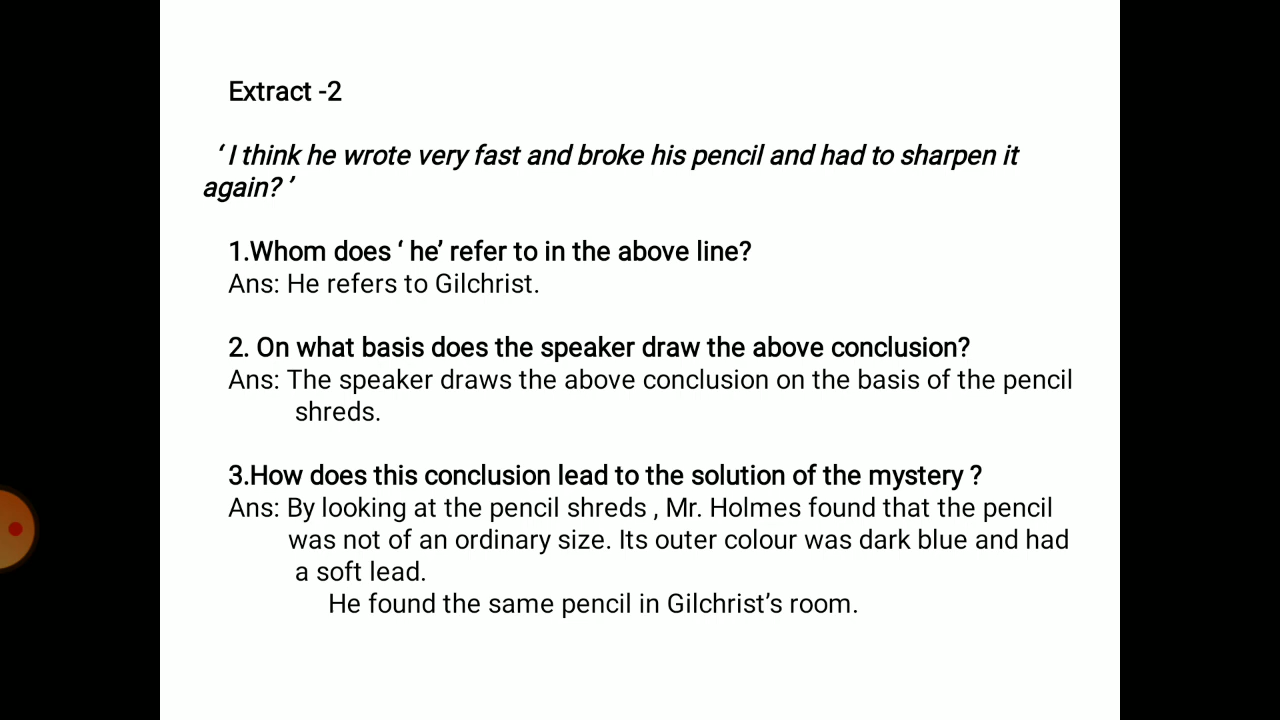 Extract -2
‘ I think he wrote very fast and broke his pencil and had to sharpen it
again? ’
1.Whom does ‘ he’ refer to in the above line?
Ans: He refers to Gilchrist.
2. On what basis does the speaker draw the above conclusion?
Ans: The speaker draws the above conclusion on the basis of the pencil
shreds.
3.How does this conclusion lead to the solution of the mystery ?
Ans: By looking at the pencil shreds , Mr. Holmes found that the pencil
was not of an ordinary size. Its outer colour was dark blue and had
a soft lead.
He found the same pencil in Gilchrist’s room.